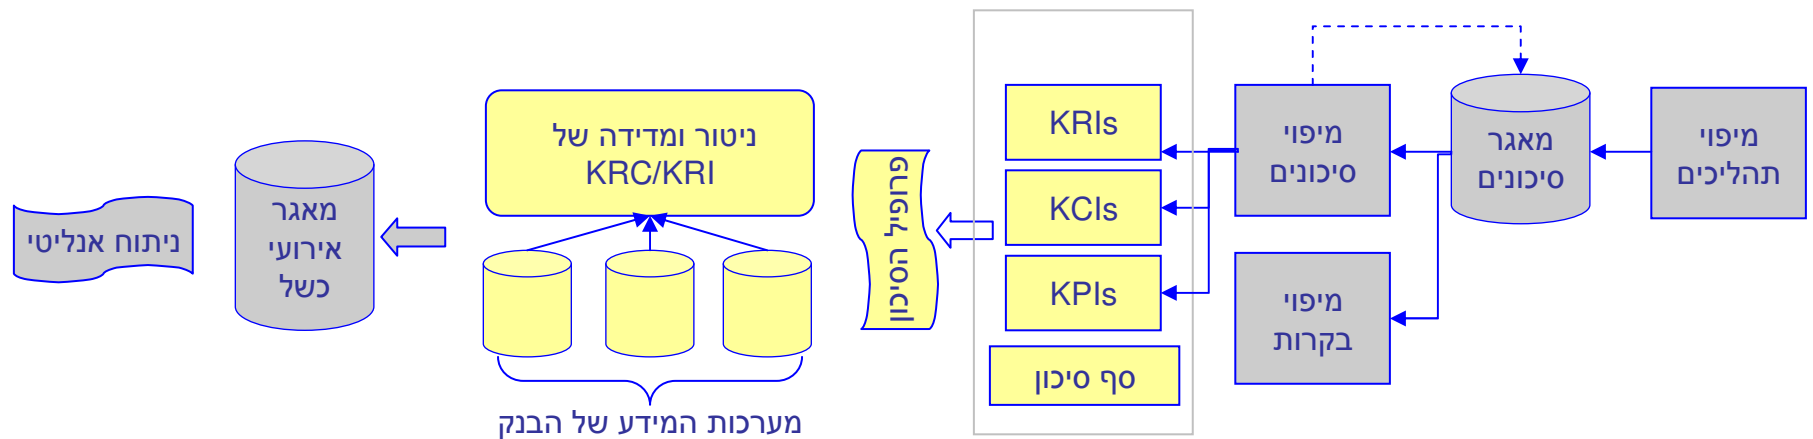 מיפוי
תהליכים
מאגר
סיכונים
מיפוי
סיכונים
מיפוי
בקרות
KRIs
KCIs
KPIs
סף סיכון
פרופיל הסיכון
ניטור ומדידה של
KRC/KRI
מערכות המידע של הבנק
מאגר
אירועי
כשל
ניתוח אנליטי